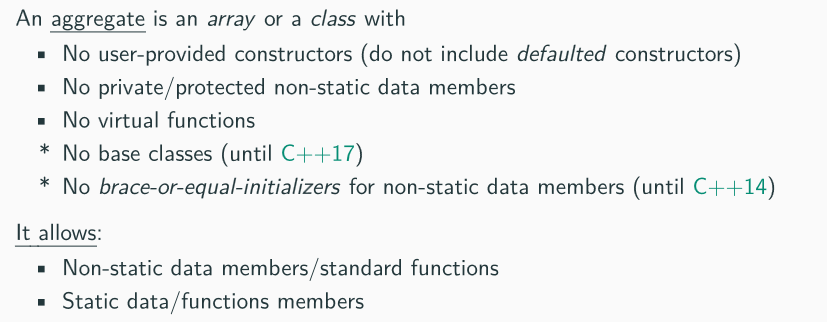 An aggregate is an array or a class with
▪ No user-provided constructors (do not include defaulted constructors)
▪ No private/protected non-static data members
▪ No virtual functions
* No base classes (until C++17)
* No brace-or-equal-initializers for non-static data members (until C++14)
It allows:
▪ Non-static data members/standard functions
▪ Static data/functions members